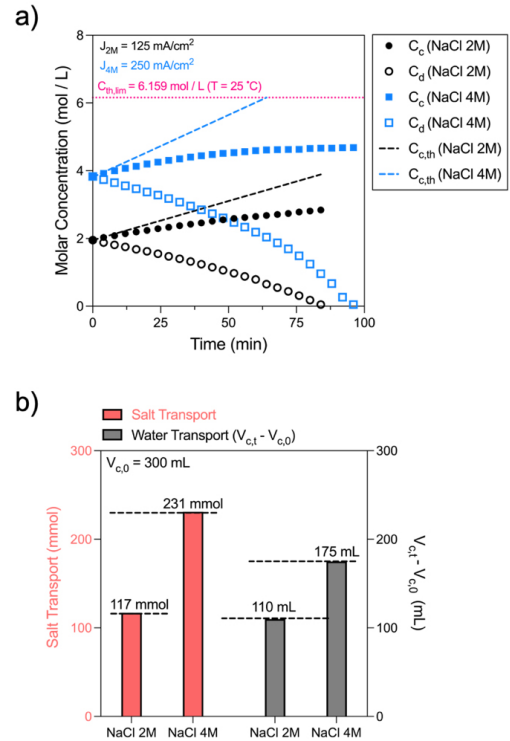 a)
J2M = 125 mA/cm²
J4M = 250 mA/cm²
Cth,lim = 6.159 mol / L (T = 25 ˚C)
Molar Concentration (mol / L)
8
6
4
2
0
0
25
50
75
100
Time (min)
Cc (NaCl 2M)
Cd (NaCl 2M)
Cc (NaCl 4M)
Cd (NaCl 4M)
Cc,th (NaCl 2M)
Cc,th (NaCl 4M)
b)
Salt Transport
Water Transport (Vc,t - Vc,0)
Vc,0 = 300 mL
Salt Transport (mmol)
300
200
100
0
117 mmol
231 mmol
110 mL
175 mL
300
200
100
0
Vc,t - Vc,0 (mL)
NaCl 2M
NaCl 4M
NaCl 2M
NaCl 4M